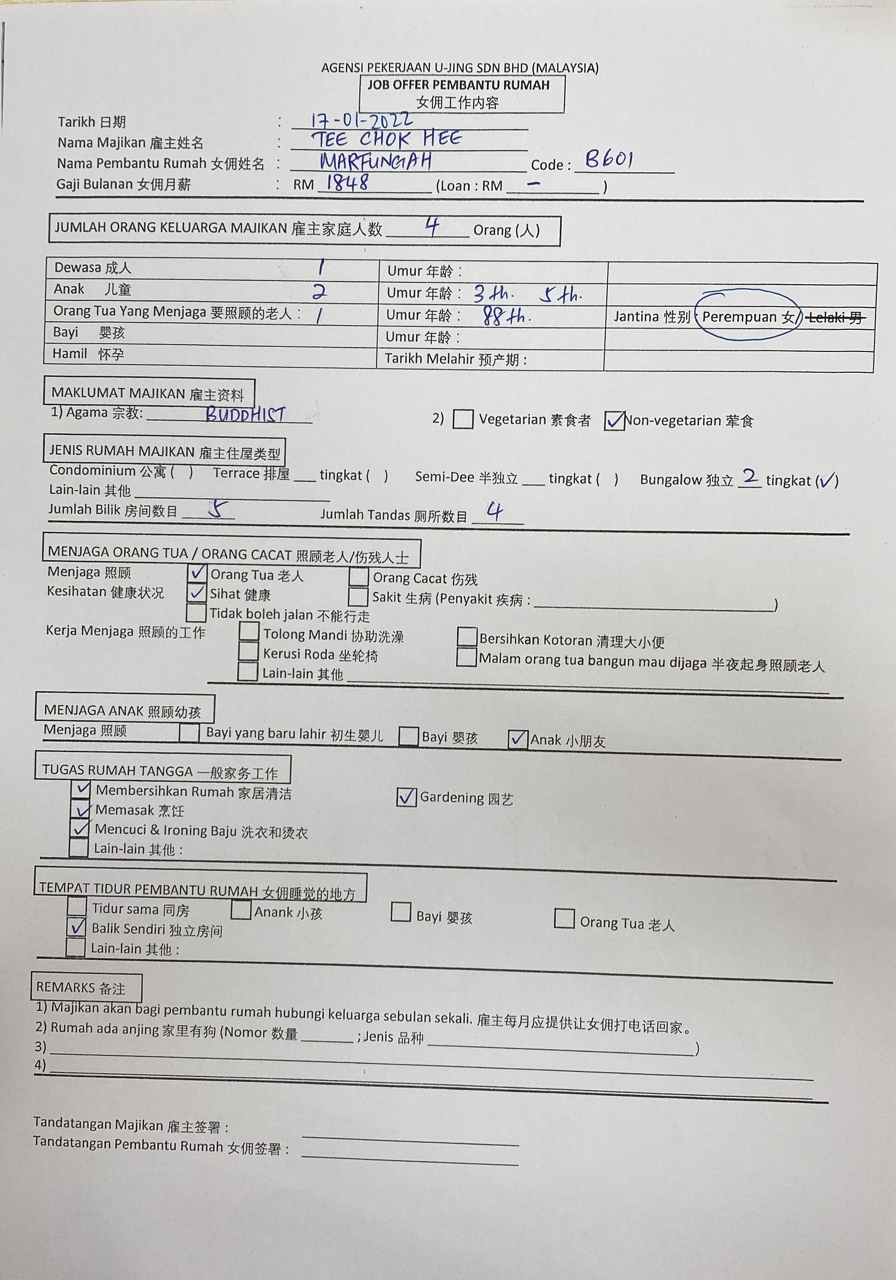 AGENSI PEKERJAAN U-JING SDN BHD (MALAYSIA)
JOB OFFER PEMBANTU RUMAH
女佣工作内容
Tarikh 日期 : 17-01-2022
Nama Majikan 雇主姓名 : TEE CHOK HEE
Nama Pembantu Rumah 女佣姓名 : MARFUNGAH Code : B601
Gaji Bulanan 女佣月薪 : RM 1848 (Loan : RM – )
JUMLAH ORANG KELUARGA MAJIKAN 雇主家庭人数 4 Orang (人)
Dewasa 成人 1 Umur 年龄 :
Anak 儿童 2 Umur 年龄 : 3 th. 5 th.
Orang Tua Yang Menjaga 要照顾的老人 : 1 Umur 年龄 : 88 th. Jantina 性别 : Perempuan 女/ Lelaki 男
Bayi 婴孩 Umur 年龄 :
Hamil 怀孕 Tarikh Melahir 预产期 :
MAKLUMAT MAJIKAN 雇主资料
1) Agama 宗教: BUDDHIST 2) Vegetarian 素食者 Non-vegetarian 荤食
JENIS RUMAH MAJIKAN 雇主住屋类型
Condominium 公寓 ( ) Terrace 排屋 ___ tingkat ( ) Semi-Dee 半独立 ___ tingkat ( ) Bungalow 独立 2 tingkat (✓)
Lain-lain 其他
Jumlah Bilik 房间数目 5 Jumlah Tandas 厕所数目 4
MENJAGA ORANG TUA / ORANG CACAT 照顾老人/伤残人士
Menjaga 照顾 Orang Tua 老人 Orang Cacat 伤残
Kesihatan 健康状况 Sihat 健康 Sakit 生病 (Penyakit 疾病 : )
Tidak boleh jalan 不能行走
Kerja Menjaga 照顾的工作 Tolong Mandi 协助洗澡 Bersihkan Kotoran 清理大小便
Kerusi Roda 坐轮椅 Malam orang tua bangun mau dijaga 半夜起身照顾老人
Lain-lain 其他
MENJAGA ANAK 照顾幼孩
Menjaga 照顾 Bayi yang baru lahir 初生婴儿 Bayi 婴孩 Anak 小朋友
TUGAS RUMAH TANGGA 一般家务工作
Membersihkan Rumah 家居清洁 Gardening 园艺
Memasak 烹饪
Mencuci & Ironing Baju 洗衣和烫衣
Lain-lain 其他 :
TEMPAT TIDUR PEMBANTU RUMAH 女佣睡觉的地方
Tidur sama 同房 Anank 小孩 Bayi 婴孩 Orang Tua 老人
Balik Sendiri 独立房间
Lain-lain 其他 :
REMARKS 备注
1) Majikan akan bagi pembantu rumah hubungi keluarga sebulan sekali. 雇主每月应提供让女佣打电话回家。
2) Rumah ada anjing 家里有狗 (Nomor 数量 ; Jenis 品种 )
3)
4)
Tandatangan Majikan 雇主签署 :
Tandatangan Pembantu Rumah 女佣签署 :